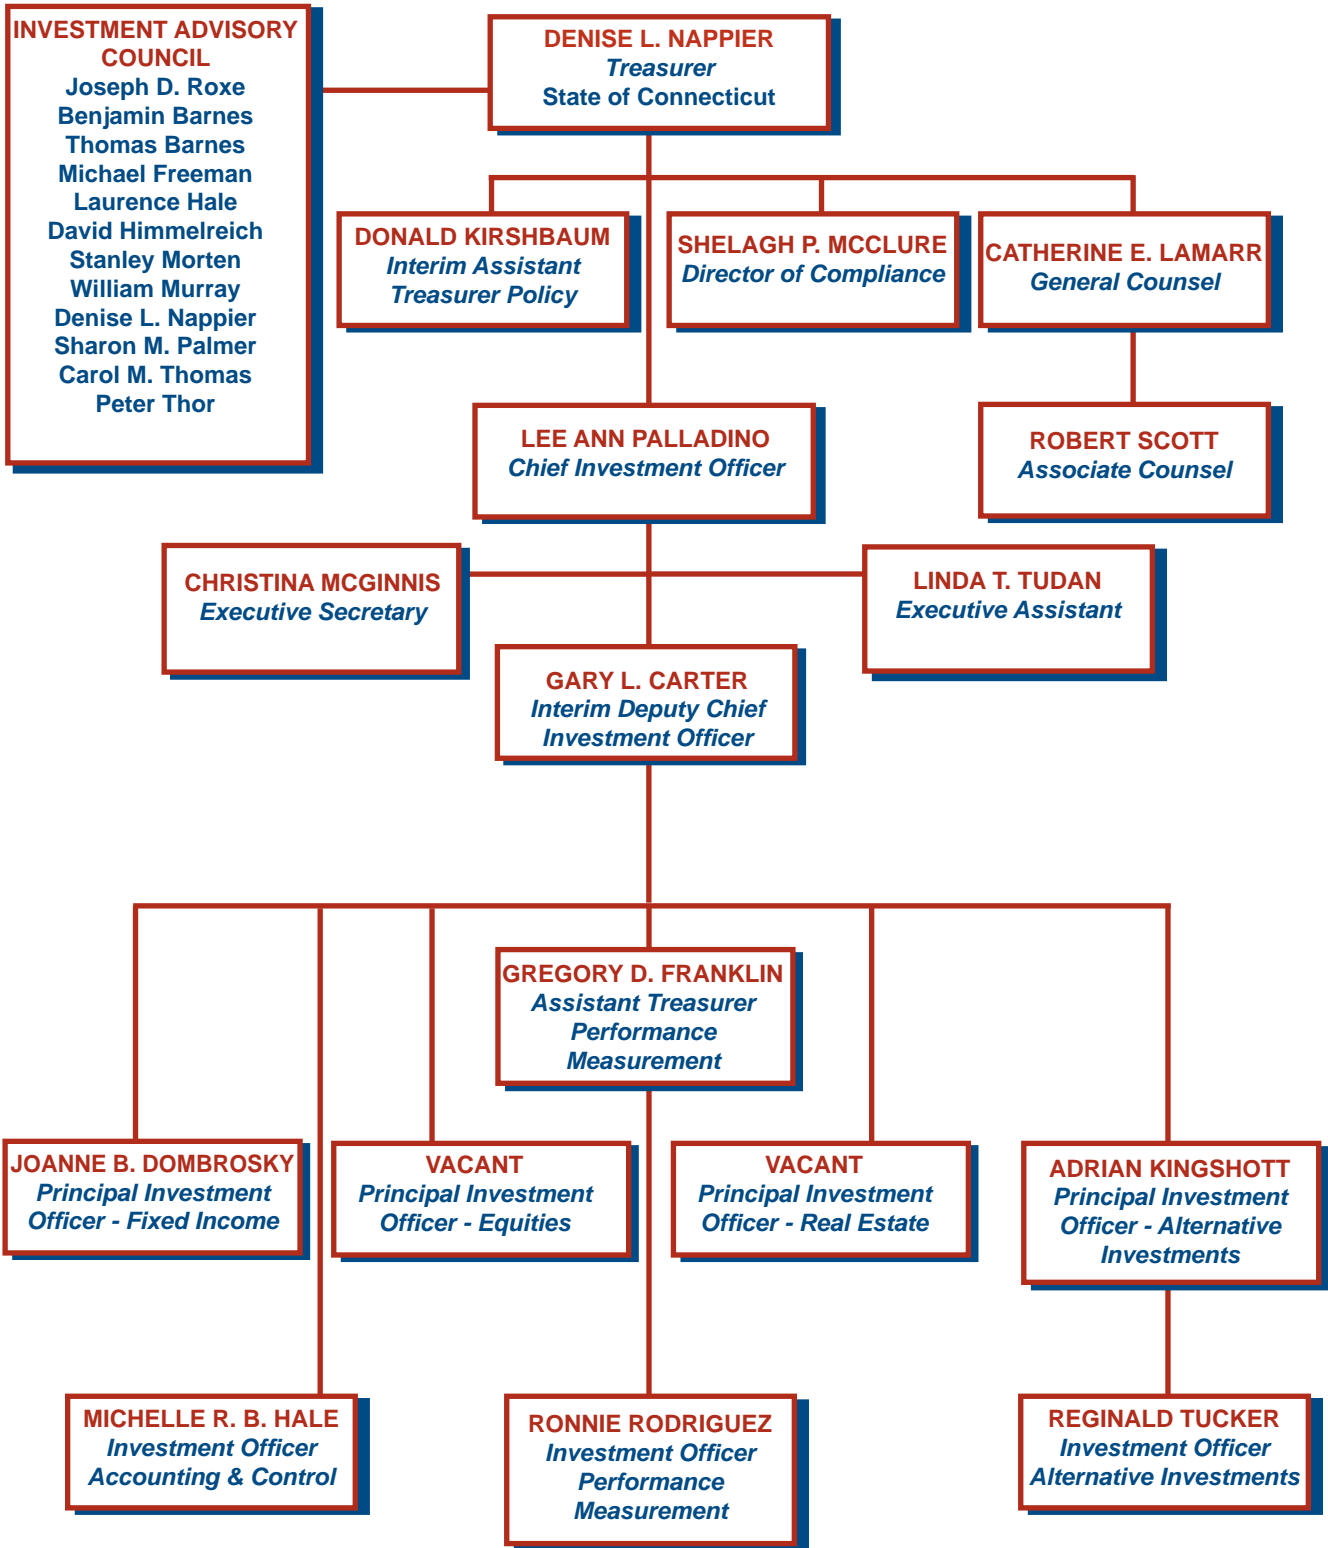 INVESTMENT ADVISORY
COUNCIL
Joseph D. Roxe
Benjamin Barnes
Thomas Barnes
Michael Freeman
Laurence Hale
David Himmelreich
Stanley Morten
William Murray
Denise L. Nappier
Sharon M. Palmer
Carol M. Thomas
Peter Thor
DENISE L. NAPPIER
Treasurer
State of Connecticut
DONALD KIRSHBAUM
Interim Assistant
Treasurer Policy
SHELAGH P. MCCLURE
Director of Compliance
CATHERINE E. LAMARR
General Counsel
LEE ANN PALLADINO
Chief Investment Officer
ROBERT SCOTT
Associate Counsel
CHRISTINA MCGINNIS
Executive Secretary
LINDA T. TUDAN
Executive Assistant
GARY L. CARTER
Interim Deputy Chief
Investment Officer
GREGORY D. FRANKLIN
Assistant Treasurer
Performance
Measurement
JOANNE B. DOMBROSKY
Principal Investment
Officer - Fixed Income
VACANT
Principal Investment
Officer - Equities
VACANT
Principal Investment
Officer - Real Estate
ADRIAN KINGSHOTT
Principal Investment
Officer - Alternative
Investments
MICHELLE R. B. HALE
Investment Officer
Accounting & Control
RONNIE RODRIGUEZ
Investment Officer
Performance
Measurement
REGINALD TUCKER
Investment Officer
Alternative Investments